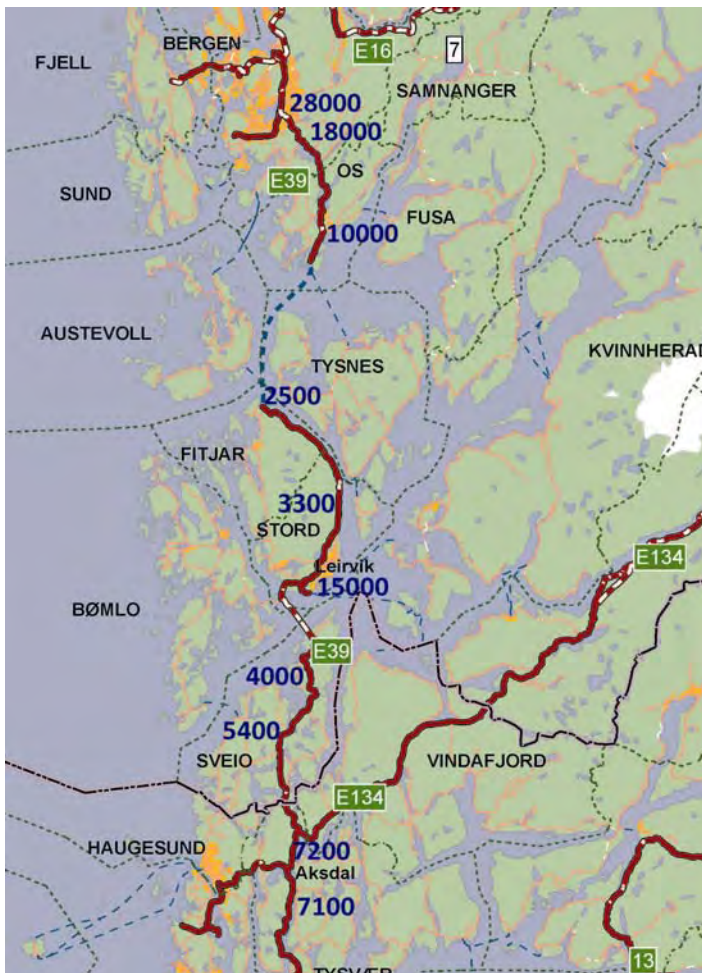 BERGEN
E16
7
FJELL
SAMNANGER
28000
18000
OS
E39
SUND
FUSA
10000
AUSTEVOLL
TYSNES
KVINNHERAD
2500
FITJAR
3300
STORD
E134
Leirvik
15000
BØMLO
E39
4000
5400
SVEIO
VINDAFJORD
E134
HAUGESUND
7200
Aksdal
7100
13
TYSVÆR